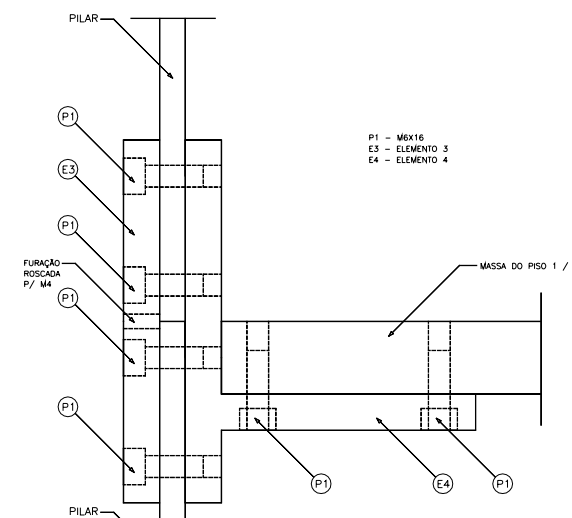 PILAR
P1
P1 - M6X16
E3 - ELEMENTO 3
E4 - ELEMENTO 4
E3
P1
FURAÇÃO
ROSCADA
P/ M4
MASSA DO PISO 1 /
P1
P1
P1
E4
P1
PILAR